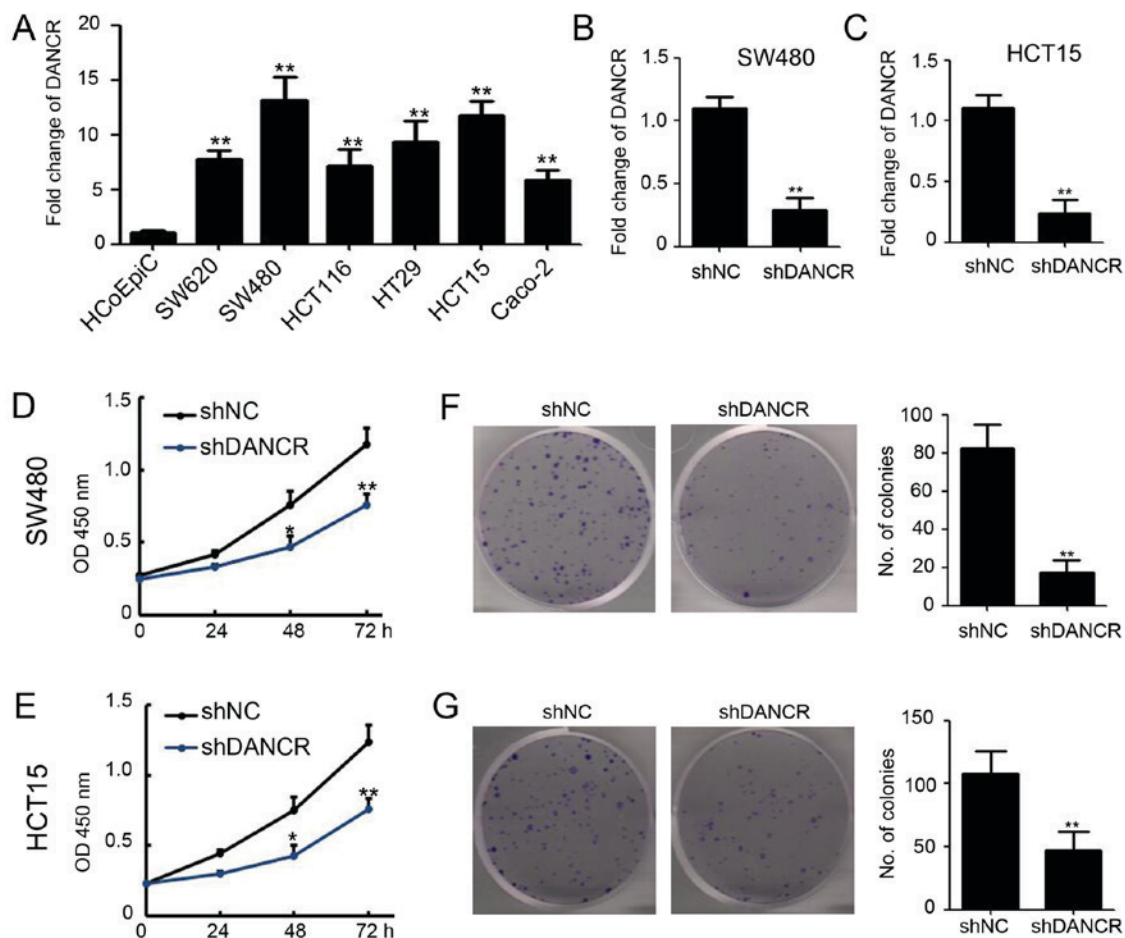 A
Fold change of DANCR
20
15
10
5
0
**
**
**
**
**
**
HCoEpiC
SW620
SW480
HCT116
HT29
HCT15
Caco-2
B
SW480
Fold change of DANCR
1.5
1.0
0.5
0
**
shNC
shDANCR
C
HCT15
Fold change of DANCR
1.5
1.0
0.5
0
**
shNC
shDANCR
D
SW480
OD 450 nm
1.5
1.0
0.5
0
shNC
shDANCR
*
**
0
24
48
72 h
F
shNC
shDANCR
No. of colonies
100
80
60
40
20
0
**
shNC
shDANCR
E
HCT15
OD 450 nm
1.5
1.0
0.5
0
shNC
shDANCR
*
**
0
24
48
72 h
G
shNC
shDANCR
No. of colonies
150
100
50
0
**
shNC
shDANCR